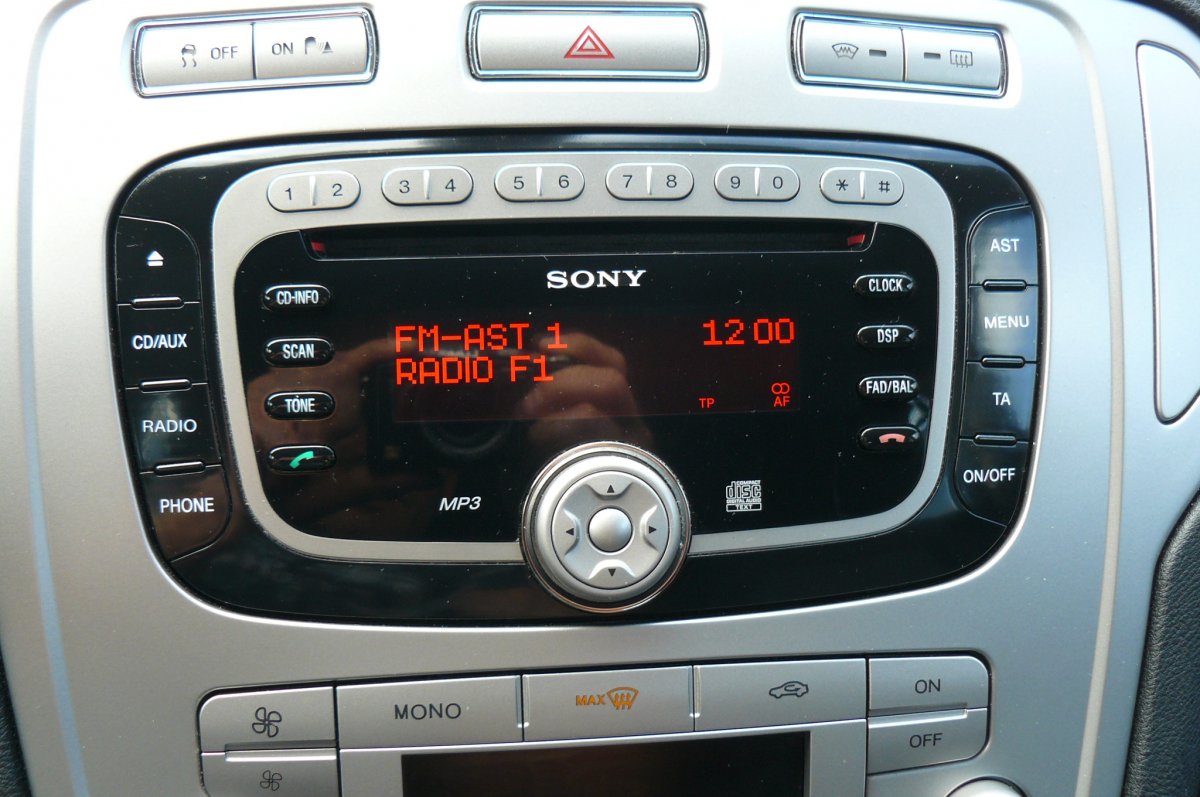 OFF ON
1 2 3 4 5 6 7 8 9 0 * #
SONY
CD-INFO
CLOCK
AST
CD/AUX
SCAN
FM-AST 1 12 00
RADIO F1
DSP
MENU
RADIO
TONE
TP
AF
FAD/BAL
TA
PHONE
MP3
COMPACT
disc
DIGITAL AUDIO
TEXT
ON/OFF
MONO
MAX
ON
OFF